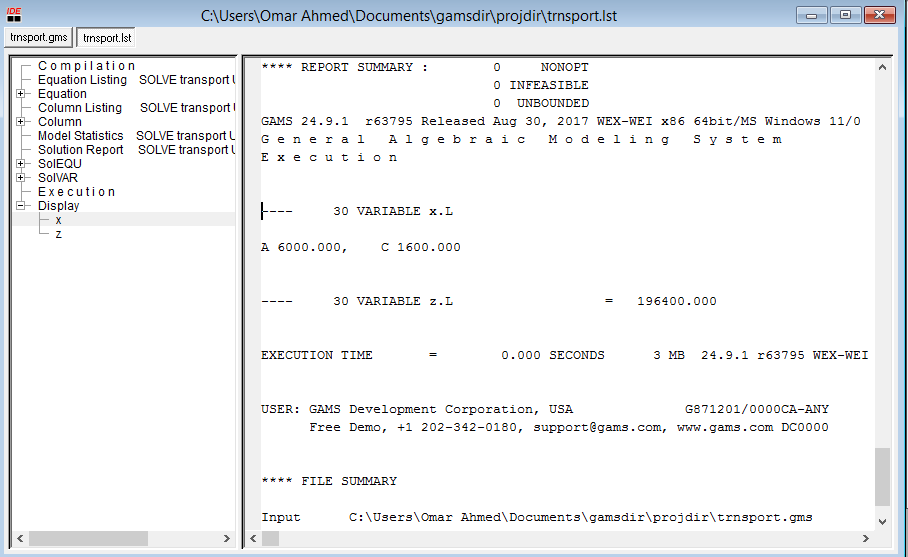 IDE
C:\Users\Omar Ahmed\Documents\gamsdir\projdir\trnsport.lst
trnsport.gms
trnsport.lst
C o m p i l a t i o n
Equation Listing SOLVE transport U
Equation
Column Listing SOLVE transport U
Column
Model Statistics SOLVE transport U
Solution Report SOLVE transport U
SolEQU
SolVAR
E x e c u t i o n
Display
x
z
**** REPORT SUMMARY : 0 NONOPT
0 INFEASIBLE
0 UNBOUNDED
GAMS 24.9.1 r63795 Released Aug 30, 2017 WEX-WEI x86 64bit/MS Windows 11/0
G e n e r a l A l g e b r a i c M o d e l i n g S y s t e m
E x e c u t i o n
---- 30 VARIABLE x.L
A 6000.000, C 1600.000
---- 30 VARIABLE z.L = 196400.000
EXECUTION TIME = 0.000 SECONDS 3 MB 24.9.1 r63795 WEX-WEI
USER: GAMS Development Corporation, USA G871201/0000CA-ANY
Free Demo, +1 202-342-0180, support@gams.com, www.gams.com DC0000
**** FILE SUMMARY
Input C:\Users\Omar Ahmed\Documents\gamsdir\projdir\trnsport.gms